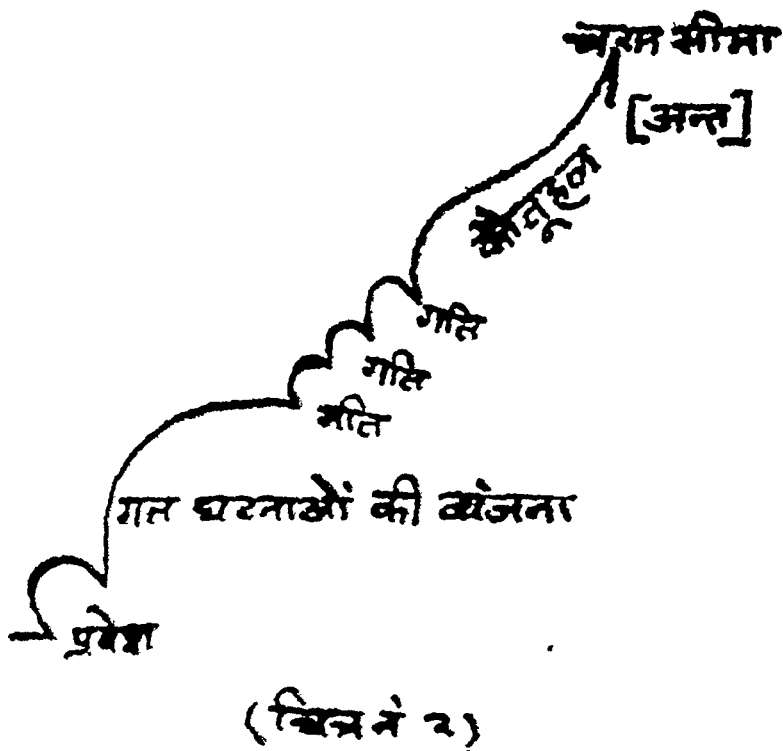 चरम सीमा
[अन्त]
कौतूहल
गति
गति
गति
गत घटनाओं की व्यंजना
प्रवेश
(चित्र नं २)